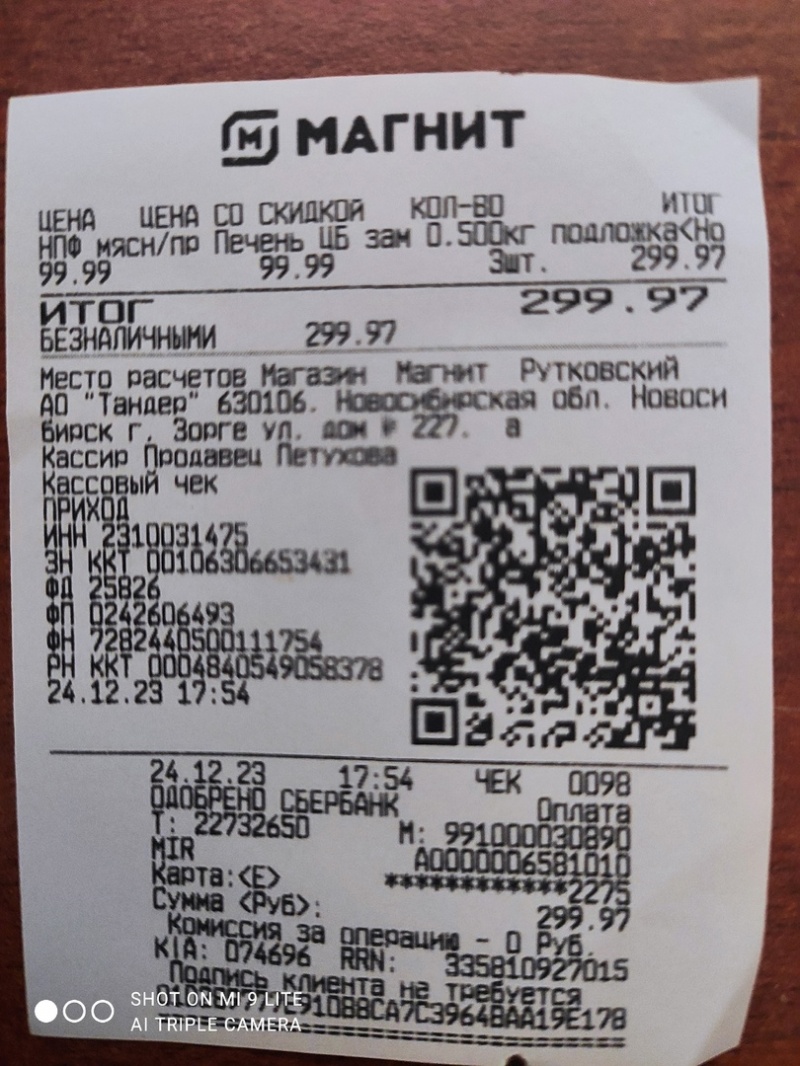 МАГНИТ
ЦЕНА ЦЕНА СО СКИДКОЙ КОЛ-ВО ИТОГ
НПФ мясн/пр Печень ЦБ зам 0.500кг подложка<Но
99.99 99.99 3шт. 299.97
ИТОГ 299.97
БЕЗНАЛИЧНЫМИ 299.97
Место расчетов Магазин Магнит Рутковский
АО "Тандер" 630106. Новосибирская обл. Новоси
бирск г. Зорге ул. дом № 227. а
Кассир Продавец Петухова
Кассовый чек
ПРИХОД
ИНН 2310031475
ЗН ККТ 00106306653431
ФД 25826
ФП 0242606493
ФН 7282440500111754
РН ККТ 0004840549058378
24.12.23 17:54
24.12.23 17:54 ЧЕК 0098
ОДОБРЕНО СБЕРБАНК Оплата
Т: 22732650 М: 991000030890
MIR A0000006581010
Карта:<E> ************2275
Сумма <Руб>: 299.97
Комиссия за операцию - 0 Руб.
К/А: 074696 RRN: 335810927015
Подпись клиента не требуется
SHOT ON MI 9 LITE
AI TRIPLE CAMERA